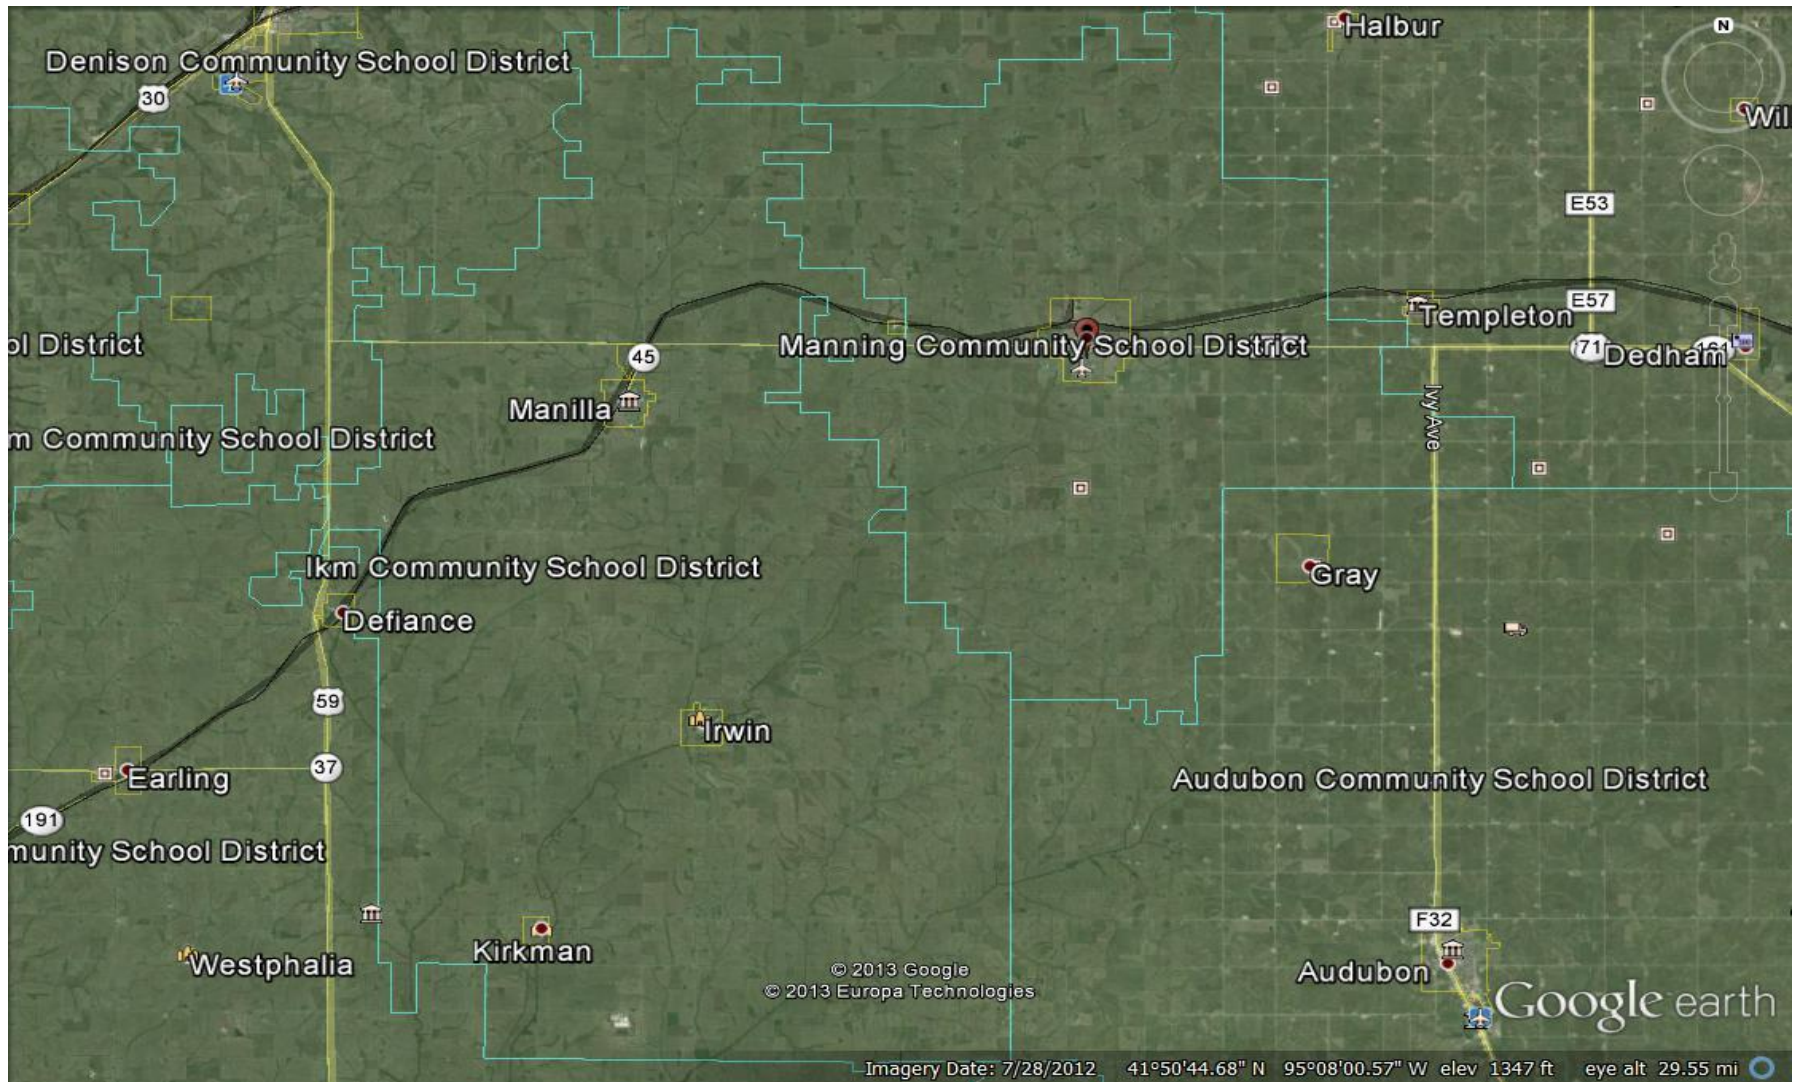 Halbur
N
Denison Community School District
30
Wil
E53
E57
Templeton
ol District
Manning Community School District
71
Dedham
45
Manilla
Ivy Ave
m Community School District
Ikm Community School District
Gray
Defiance
59
Irwin
37
Earling
Audubon Community School District
191
munity School District
F32
Kirkman
Westphalia
Audubon
© 2013 Google
© 2013 Europa Technologies
Google earth
Imagery Date: 7/28/2012 41°50'44.68" N 95°08'00.57" W elev 1347 ft eye alt 29.55 mi